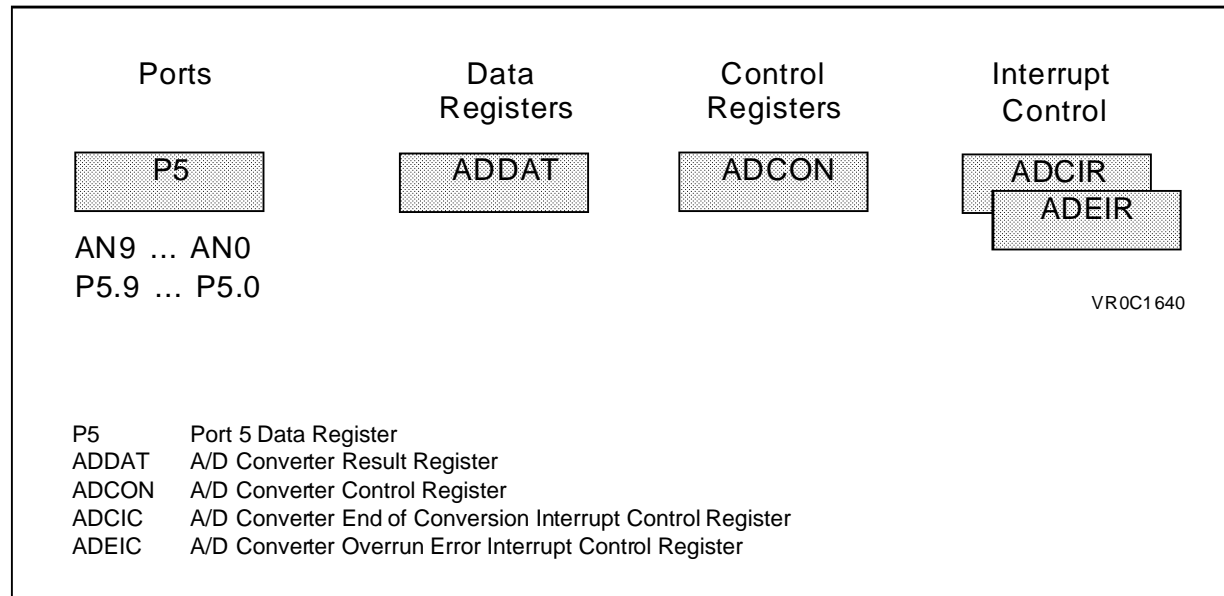 Ports
Data Registers
Control Registers
Interrupt Control
P5
ADDAT
ADCON
ADCIR
ADEIR
AN9 ... AN0
P5.9 ... P5.0
VR0C1640
P5 Port 5 Data Register
ADDAT A/D Converter Result Register
ADCON A/D Converter Control Register
ADCIC A/D Converter End of Conversion Interrupt Control Register
ADEIC A/D Converter Overrun Error Interrupt Control Register